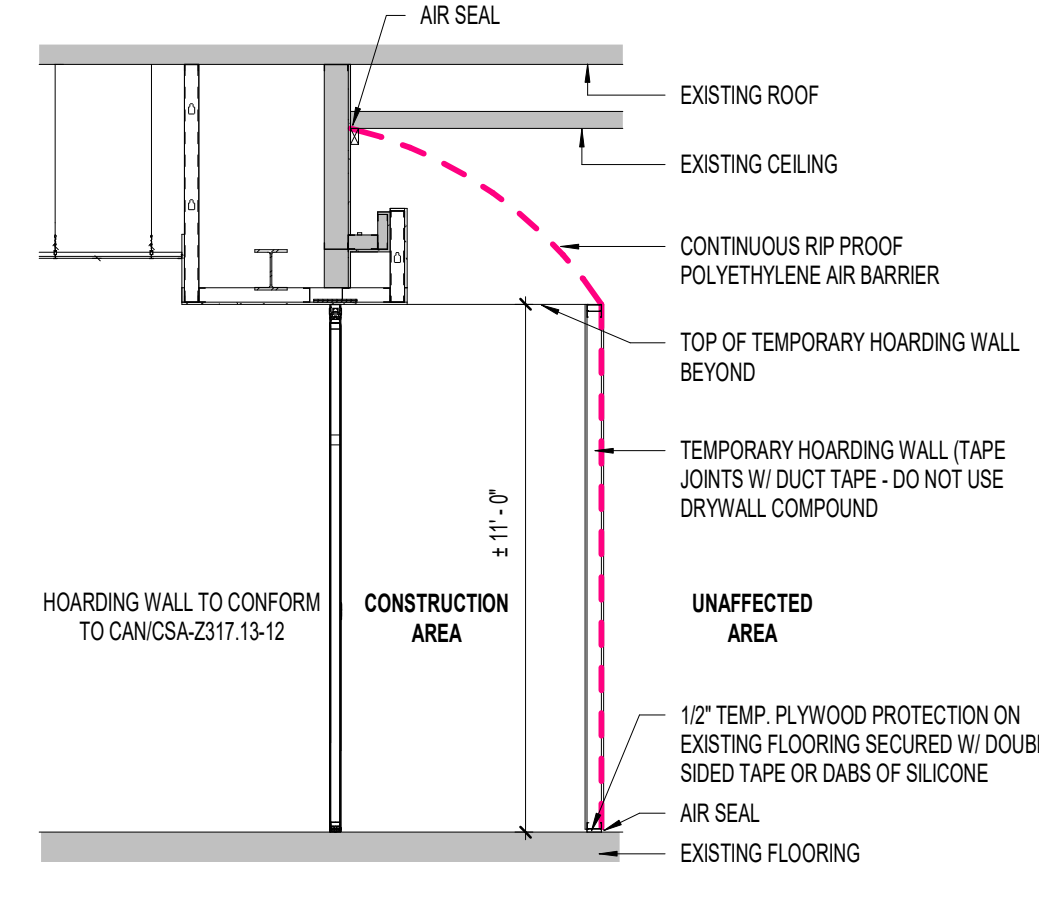 AIR SEAL
EXISTING ROOF
EXISTING CEILING
CONTINUOUS RIP PROOF
POLYETHYLENE AIR BARRIER
TOP OF TEMPORARY HOARDING WALL
BEYOND
TEMPORARY HOARDING WALL (TAPE
JOINTS W/ DUCT TAPE - DO NOT USE
DRYWALL COMPOUND
± 11' - 0"
HOARDING WALL TO CONFORM
TO CAN/CSA-Z317.13-12
CONSTRUCTION
AREA
UNAFFECTED
AREA
1/2" TEMP. PLYWOOD PROTECTION ON
EXISTING FLOORING SECURED W/
SIDED TAPE OR DABS OF SILICONE
AIR SEAL
EXISTING FLOORING